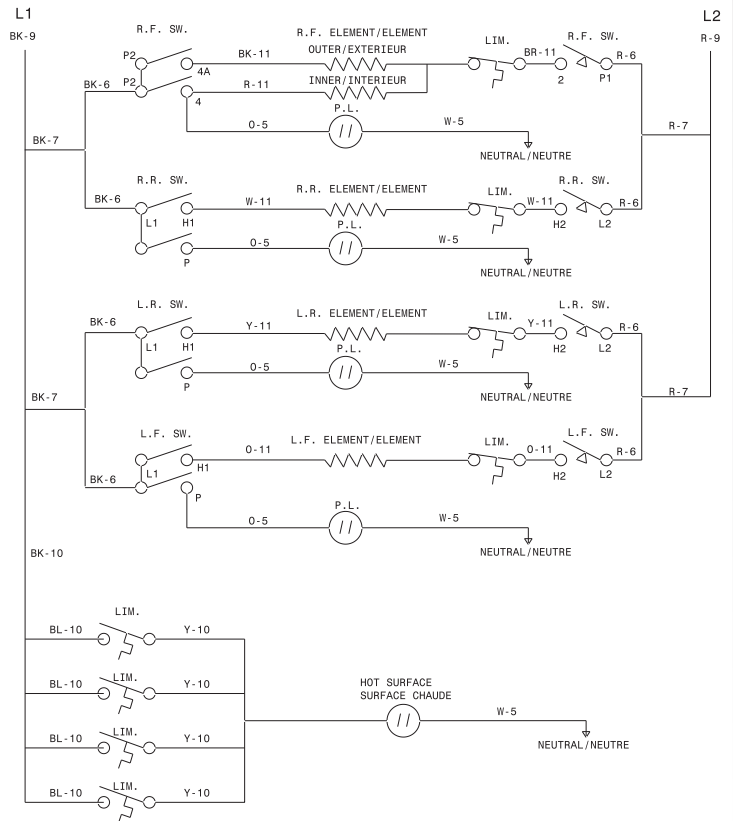 L1 L2
BK-9 R-9
R.F. SW. R.F. ELEMENT/ELEMENT LIM. R.F. SW.
P2 BK-11 OUTER/EXTERIEUR BR-11 R-6
4A 2 P1
BK-6 P2 R-11 INNER/INTERIEUR
4
P.L.
O-5 W-5 R-7
BK-7
NEUTRAL/NEUTRE
R.R. SW. R.R. ELEMENT/ELEMENT LIM. R.R. SW.
BK-6 W-11 W-11 R-6
L1 H1 P.L. H2 L2
O-5 W-5
P
NEUTRAL/NEUTRE
L.R. SW. L.R. ELEMENT/ELEMENT LIM. L.R. SW.
BK-6 Y-11 Y-11 R-6
L1 H1 P.L. H2 L2
O-5 W-5
P
BK-7 R-7
NEUTRAL/NEUTRE
L.F. SW. L.F. ELEMENT/ELEMENT LIM. L.F. SW.
O-11 O-11 R-6
L1 H1 H2 L2
BK-6
P P.L.
O-5 W-5
BK-10 NEUTRAL/NEUTRE
LIM.
BL-10 Y-10
LIM.
BL-10 Y-10
HOT SURFACE
SURFACE CHAUDE
W-5
LIM.
BL-10 Y-10
NEUTRAL/NEUTRE
LIM.
BL-10 Y-10